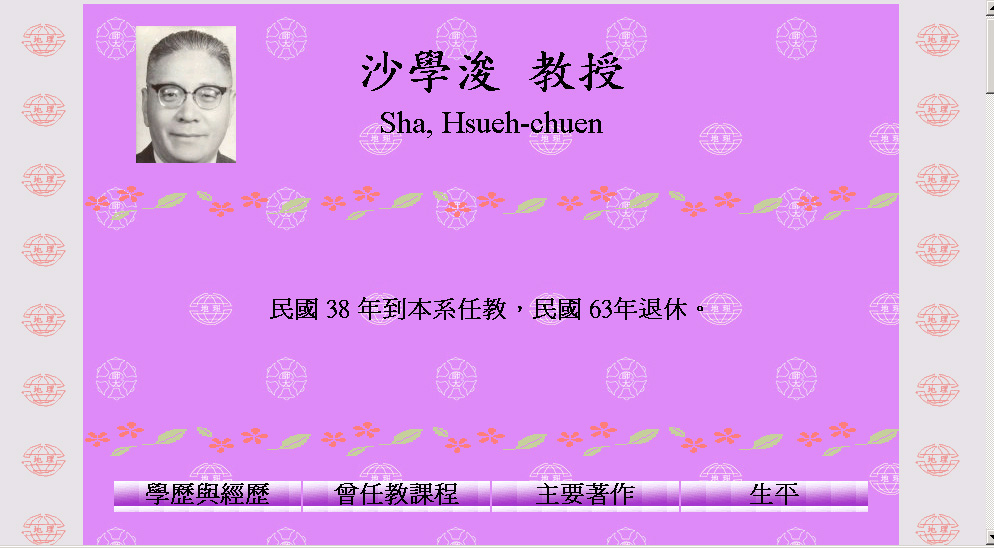 沙學浚 教授
Sha, Hsueh-chuen
民國 38 年到本系任教，民國 63年退休。
學歷與經歷 曾任教課程 主要著作 生平